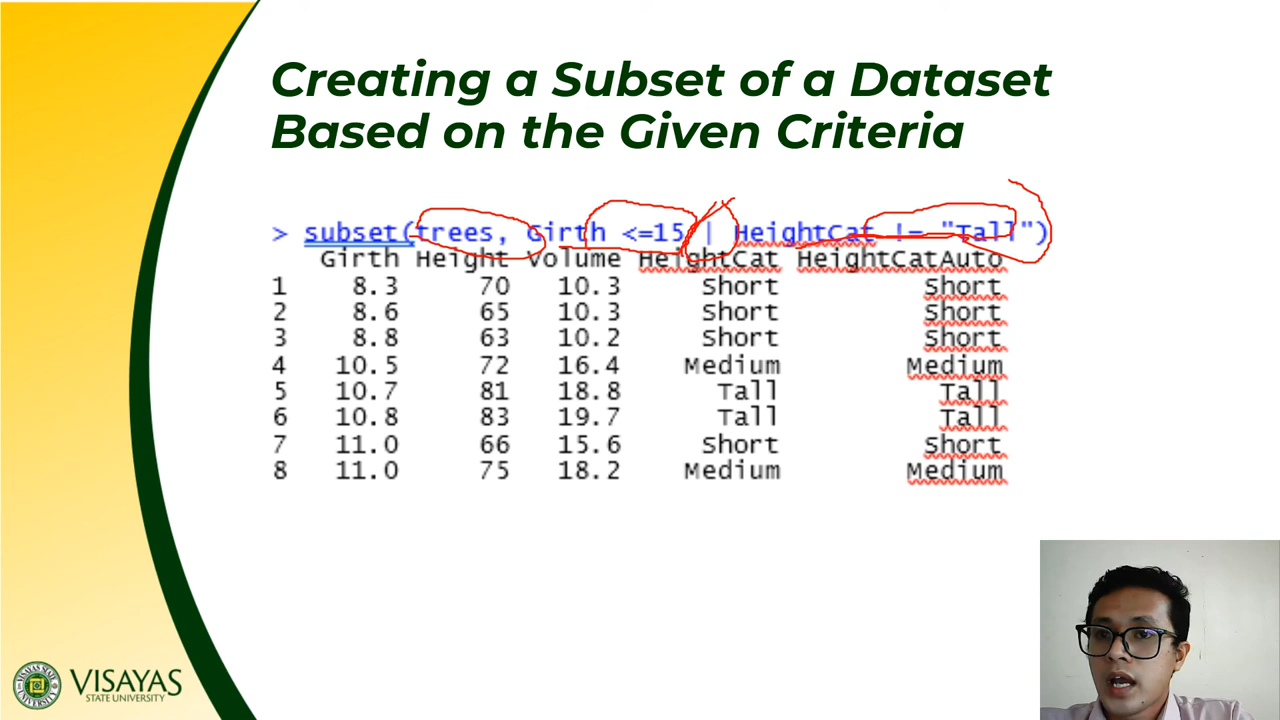 Creating a Subset of a Dataset
Based on the Given Criteria
> subset(trees, Girth <=15 | HeightCat != "Tall")
Girth Height Volume HeightCat HeightCatAuto
1 8.3 70 10.3 Short Short
2 8.6 65 10.3 Short Short
3 8.8 63 10.2 Short Short
4 10.5 72 16.4 Medium Medium
5 10.7 81 18.8 Tall Tall
6 10.8 83 19.7 Tall Tall
7 11.0 66 15.6 Short Short
8 11.0 75 18.2 Medium Medium
VISAYAS
STATE UNIVERSITY